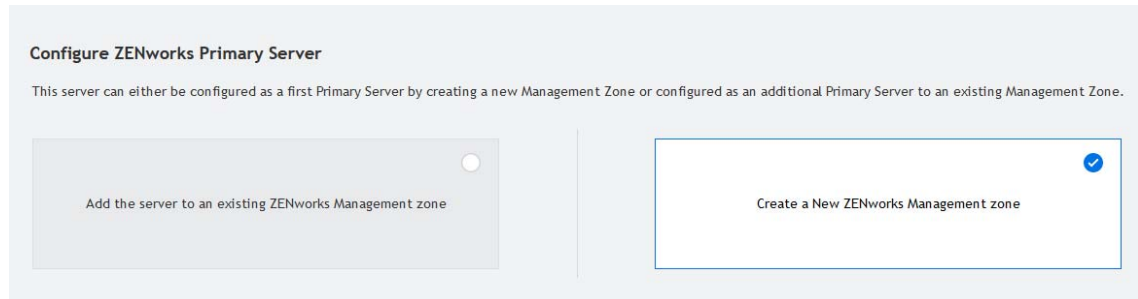 Configure ZENworks Primary Server
This server can either be configured as a first Primary Server by creating a new Management Zone or configured as an additional Primary Server to an existing Management Zone.
Add the server to an existing ZENworks Management zone
Create a New ZENworks Management zone